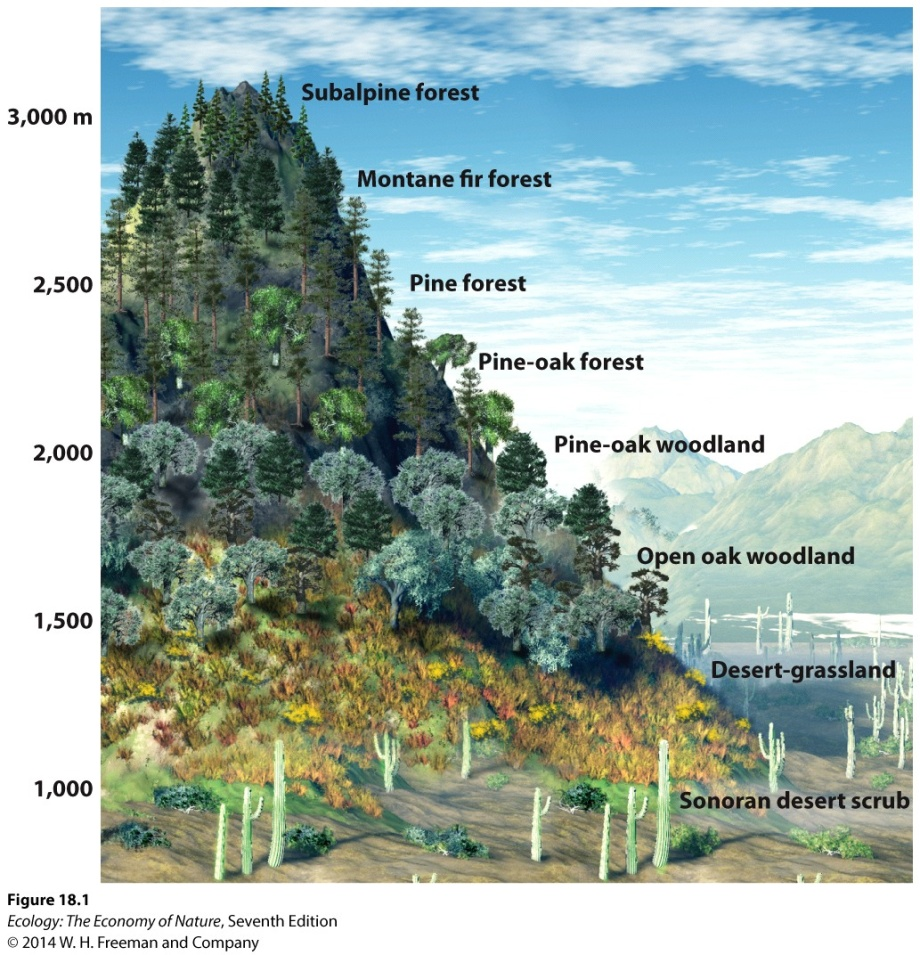 Subalpine forest
3,000 m
Montane fir forest
2,500
Pine forest
Pine-oak forest
2,000
Pine-oak woodland
Open oak woodland
1,500
Desert-grassland
1,000
Sonoran desert scrub
Figure 18.1
Ecology: The Economy of Nature, Seventh Edition
© 2014 W. H. Freeman and Company